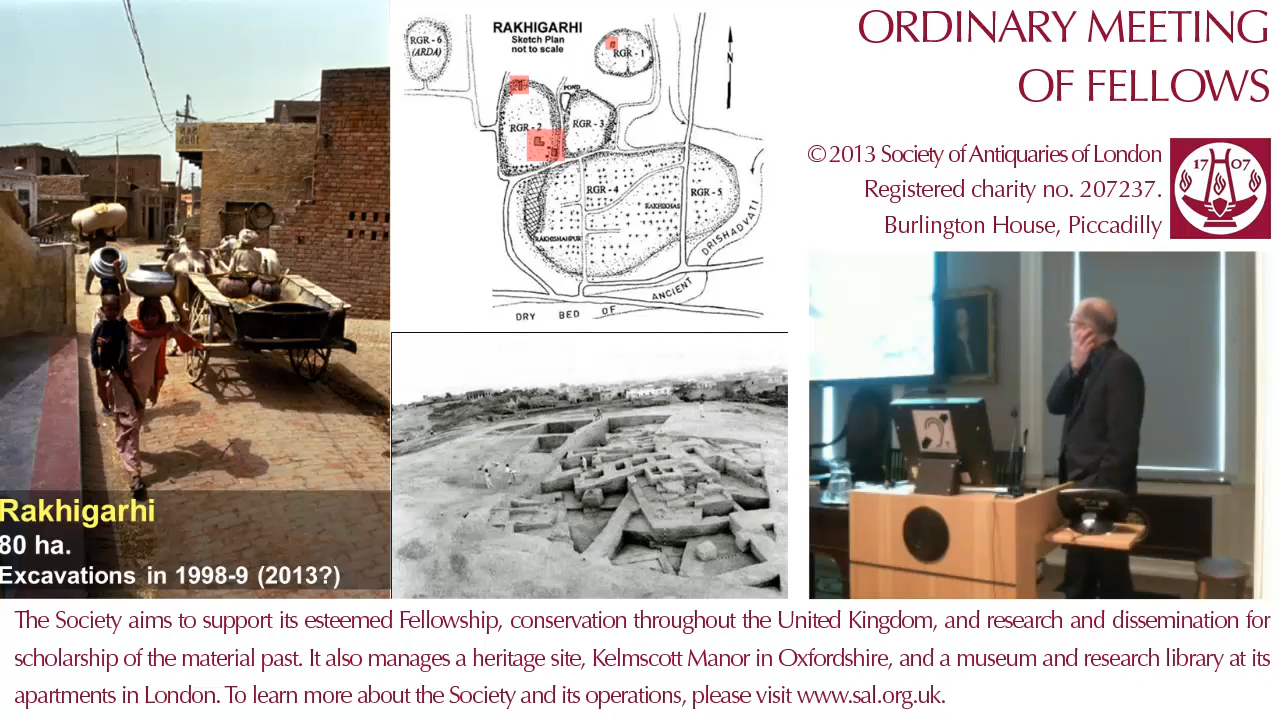 ORDINARY MEETING
OF FELLOWS
© 2013 Society of Antiquaries of London
Registered charity no. 207237.
Burlington House, Piccadilly
17 07
RAKHIGARHI
Sketch Plan
not to scale
RGR - 6
(ARDA)
RGR - 1
N
POND
RGR - 2
RGR - 3
RGR - 4
RGR - 5
RAKHIKHAS
RAKHISHAHPUR
DRY BED OF ANCIENT DRISHADVATI
Rakhigarhi
80 ha.
Excavations in 1998-9 (2013?)
The Society aims to support its esteemed Fellowship, conservation throughout the United Kingdom, and research and dissemination for
scholarship of the material past. It also manages a heritage site, Kelmscott Manor in Oxfordshire, and a museum and research library at its
apartments in London. To learn more about the Society and its operations, please visit www.sal.org.uk.